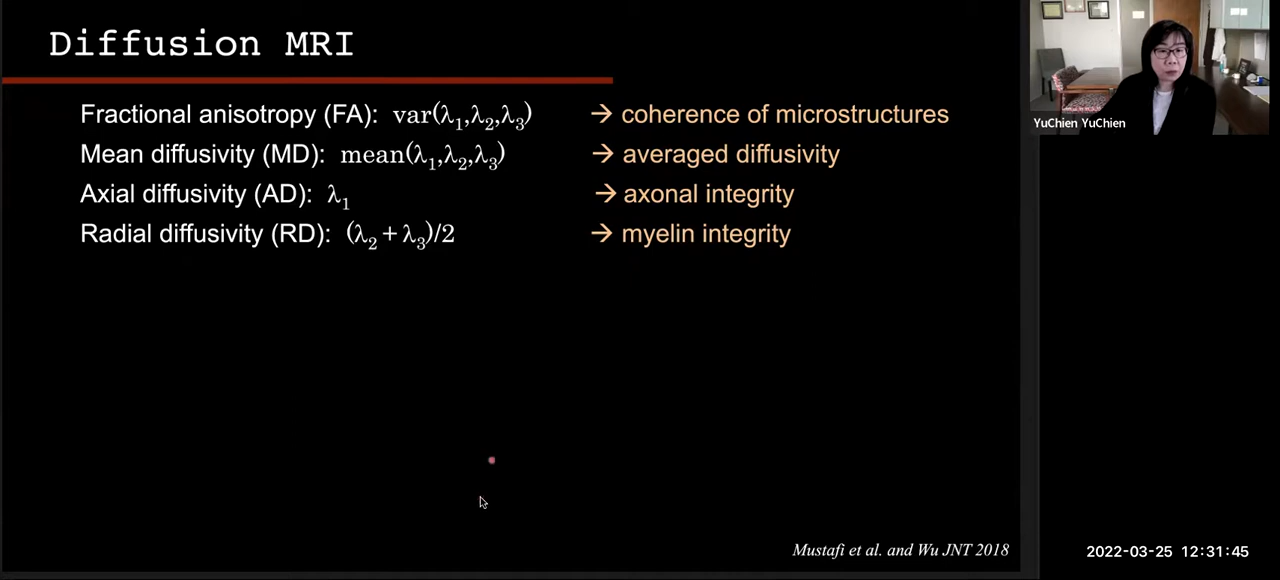 Diffusion MRI
Fractional anisotropy (FA): var(λ₁,λ₂,λ₃) → coherence of microstructures
Mean diffusivity (MD): mean(λ₁,λ₂,λ₃) → averaged diffusivity
Axial diffusivity (AD): λ₁ → axonal integrity
Radial diffusivity (RD): (λ₂ + λ₃)/2 → myelin integrity
Mustafi et al. and Wu JNT 2018
YuChien YuChien
2022-03-25 12:31:45